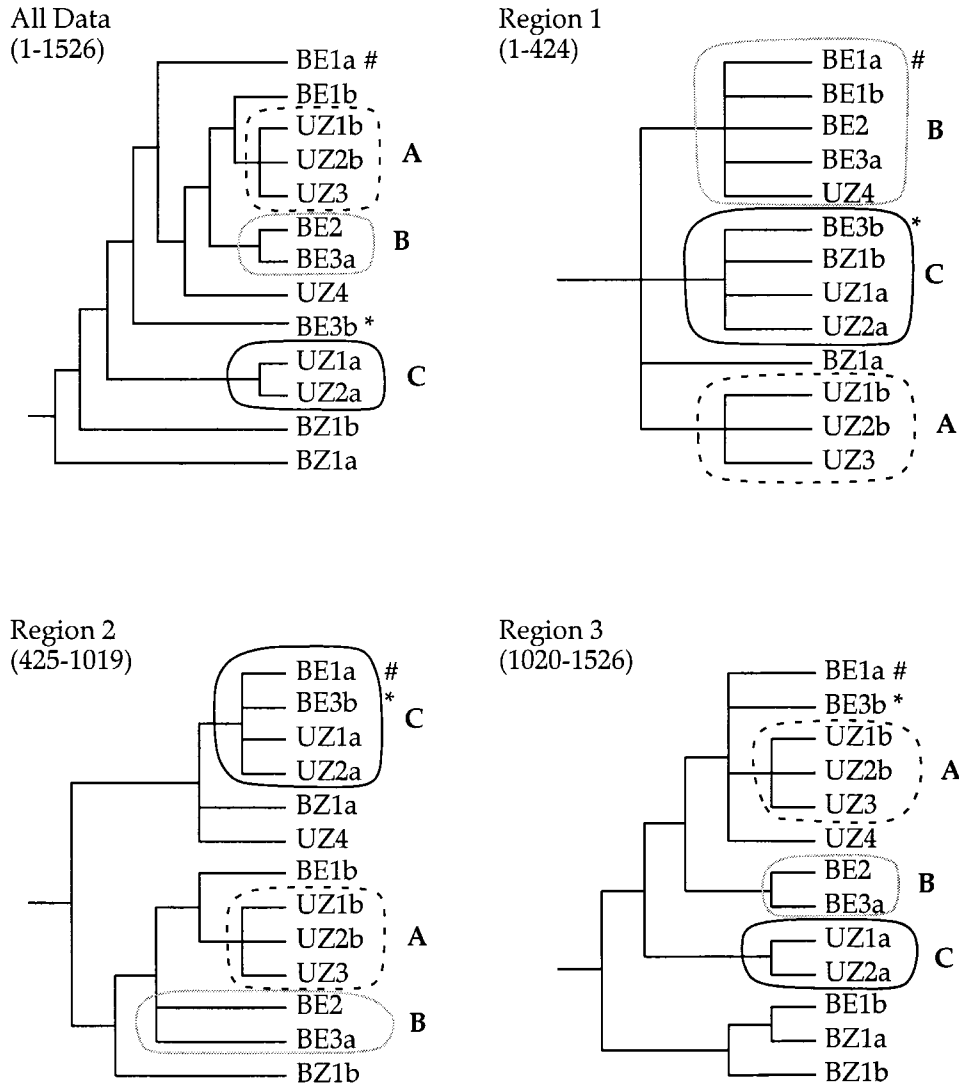 All Data
(1-1526)
BE1a #
BE1b
UZ1b
UZ2b
UZ3
A
BE2
BE3a
B
UZ4
BE3b *
UZ1a
UZ2a
C
BZ1b
BZ1a
Region 1
(1-424)
BE1a #
BE1b
BE2
BE3a
UZ4
B
BE3b *
BZ1b
UZ1a
UZ2a
C
BZ1a
UZ1b
UZ2b
UZ3
A
Region 2
(425-1019)
BE1a #
BE3b *
UZ1a
UZ2a
C
BZ1a
UZ4
BE1b
UZ1b
UZ2b
UZ3
A
BE2
BE3a
B
BZ1b
Region 3
(1020-1526)
BE1a #
BE3b *
UZ1b
UZ2b
UZ3
A
UZ4
BE2
BE3a
B
UZ1a
UZ2a
C
BE1b
BZ1a
BZ1b